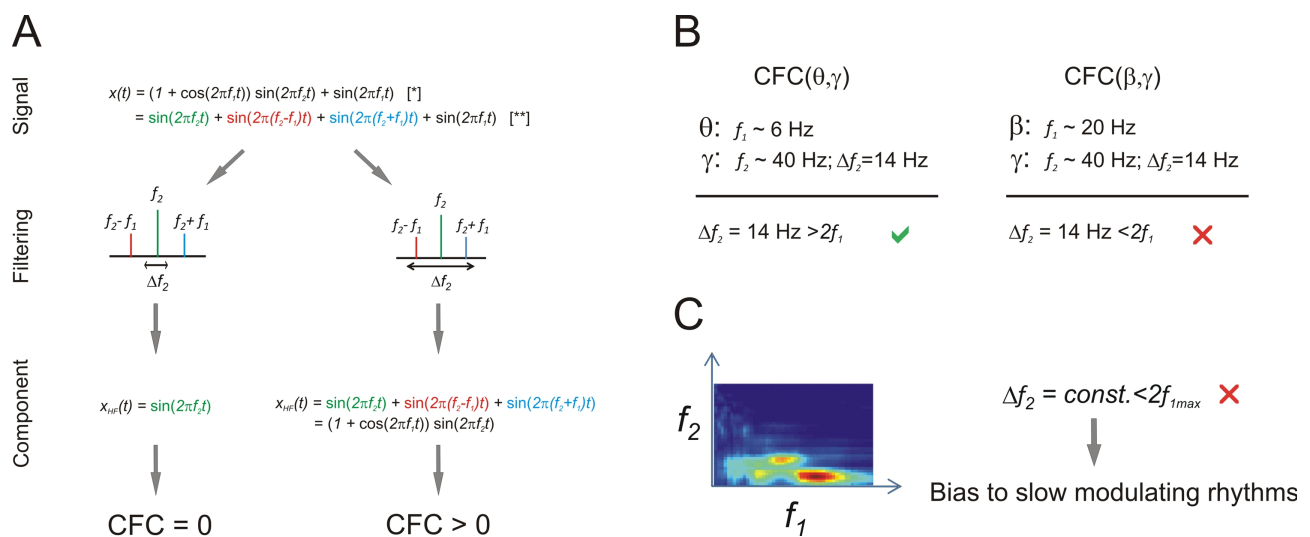 A
Signal
x(t) = (1 + cos(2πf₁t)) sin(2πf₂t) + sin(2πf₁t) [*]
= sin(2πf₂t) + sin(2π(f₂-f₁)t) + sin(2π(f₂+f₁)t) + sin(2πf₁t) [**]
Filtering
f₂
f₂- f₁
f₂+ f₁
Δf₂
f₂
f₂- f₁
f₂+ f₁
Δf₂
Component
x_HF(t) = sin(2πf₂t)
x_HF(t) = sin(2πf₂t) + sin(2π(f₂-f₁)t) + sin(2π(f₂+f₁)t)
= (1 + cos(2πf₁t)) sin(2πf₂t)
CFC = 0
CFC > 0
B
CFC(θ,γ)
θ: f₁ ~ 6 Hz
γ: f₂ ~ 40 Hz; Δf₂=14 Hz
Δf₂ = 14 Hz >2f₁
CFC(β,γ)
β: f₁ ~ 20 Hz
γ: f₂ ~ 40 Hz; Δf₂=14 Hz
Δf₂ = 14 Hz <2f₁
C
f₂
f₁
Δf₂ = const.<2f₁max
Bias to slow modulating rhythms